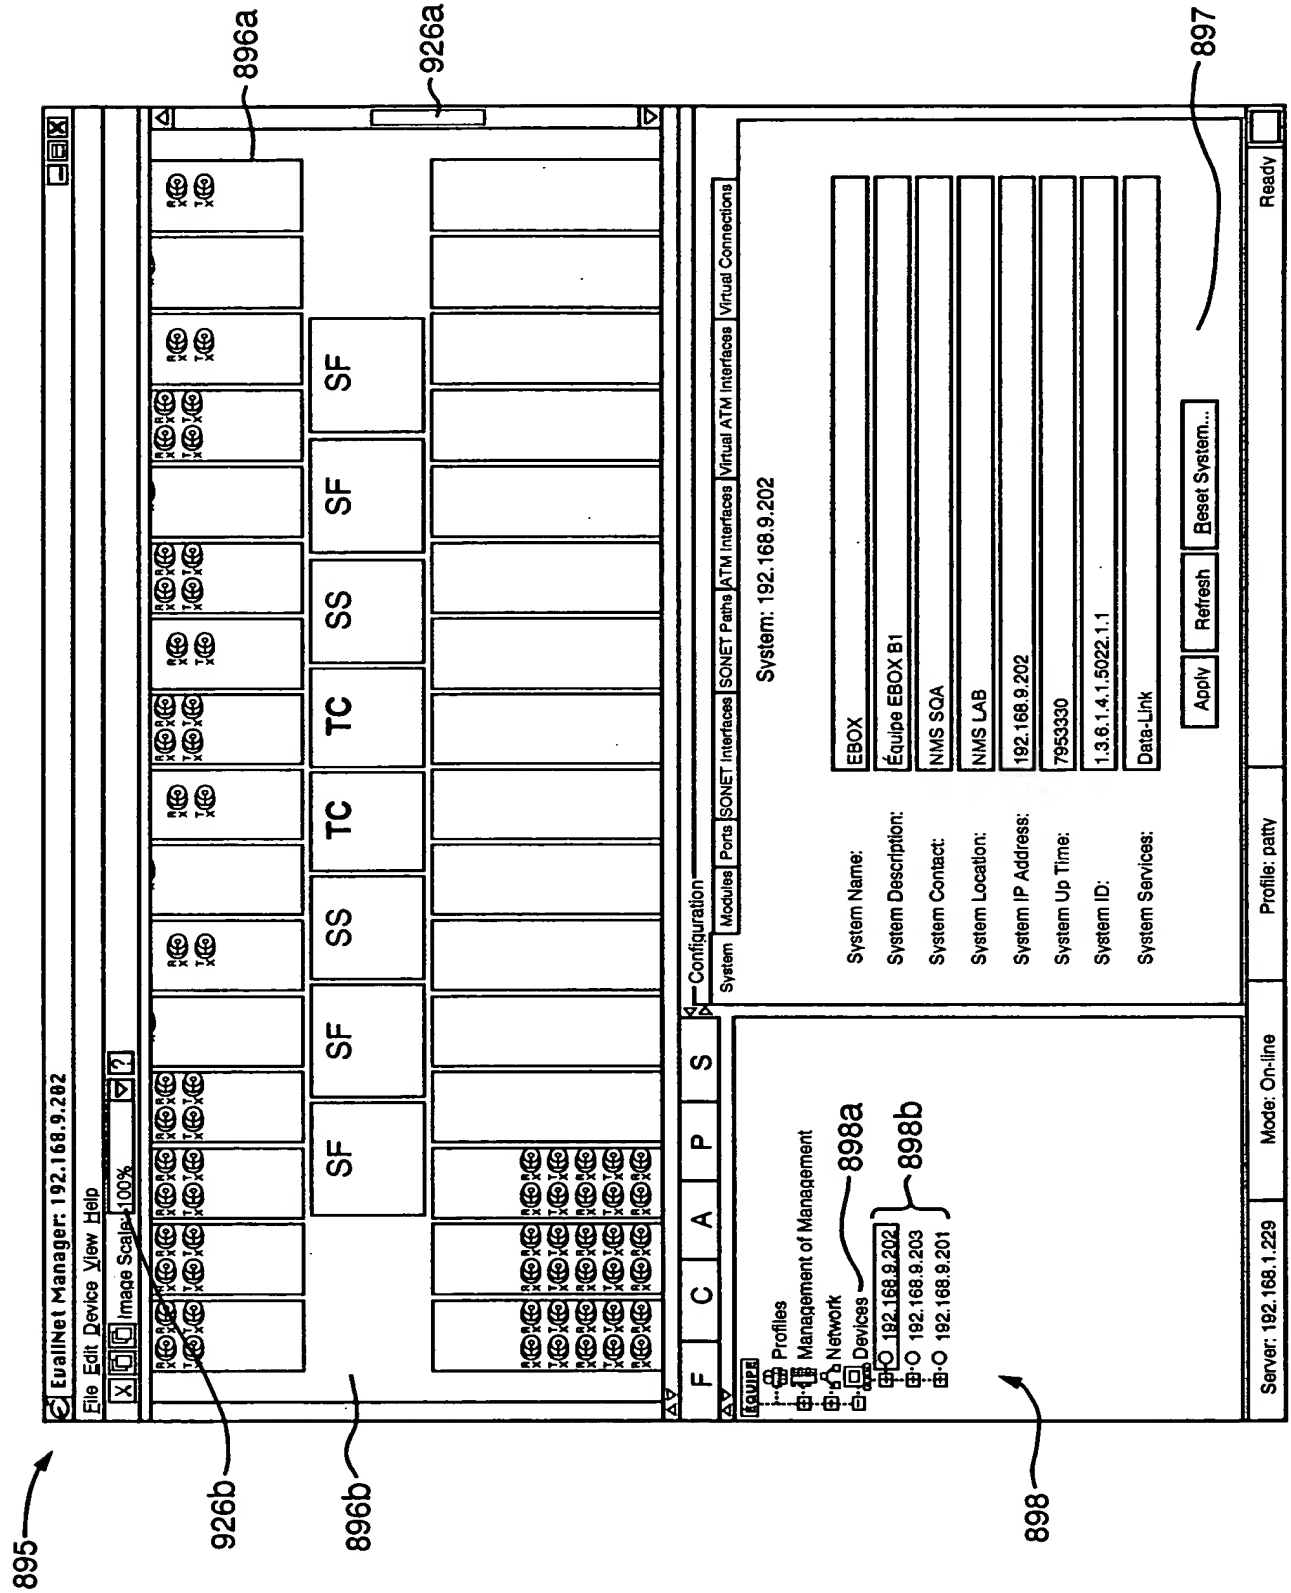 895
EuallNet Manager: 192.168.9.202
File Edit Device View Help
Image Scale: 100%
?
926b
896a
R X R X
T X T X
SF SF SS TC TC SS SF SF
896b
926a
F C A P S
EQUIPE
Profiles
Management of Management
Network
Devices
898a
192.168.9.202
192.168.9.203
192.168.9.201
898b
898
Configuration
System Modules Ports SONET Interfaces SONET Paths ATM Interfaces Virtual ATM Interfaces Virtual Connections
System: 192.168.9.202
System Name: EBOX
System Description: Équipe EBOX B1
System Contact: NMS SQA
System Location: NMS LAB
System IP Address: 192.168.9.202
System Up Time: 7953330
System ID: 1.3.6.1.4.1.5022.1.1
System Services: Data-Link
Apply Refresh Reset System...
897
Server: 192.168.1.229 Mode: On-line Profile: patty Ready